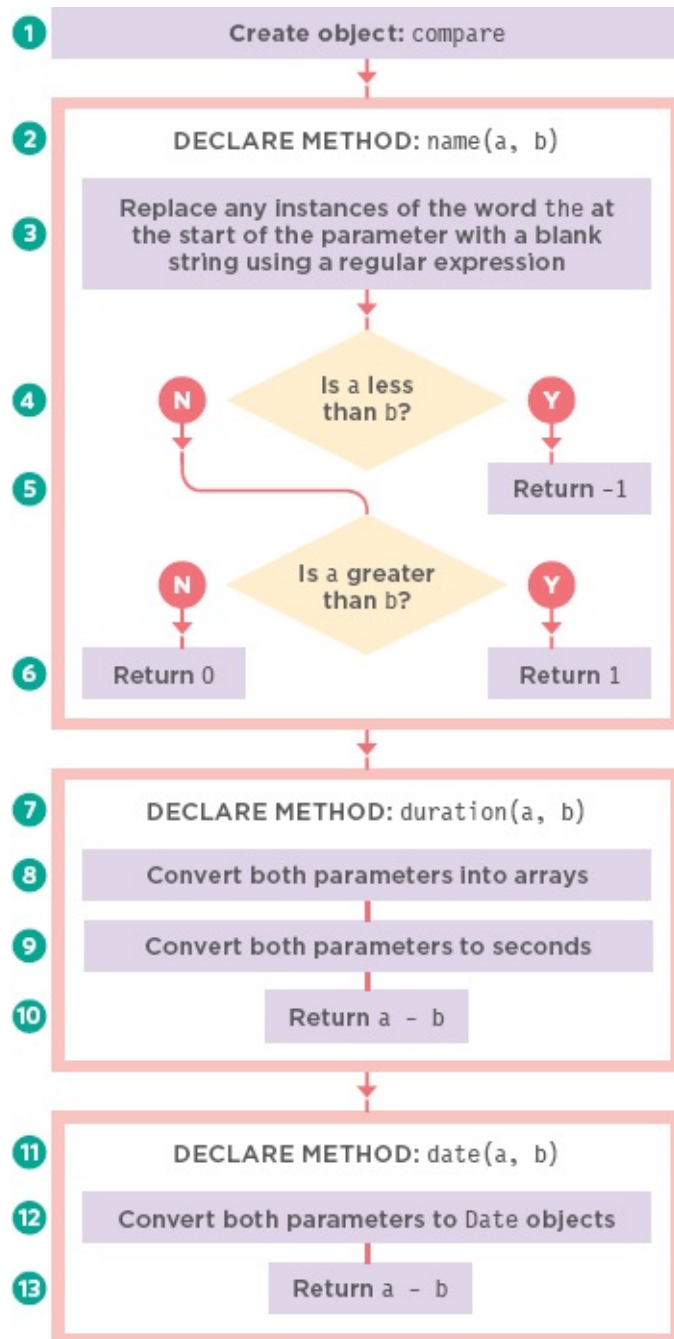 1 Create object: compare
2 DECLARE METHOD: name(a, b)
3 Replace any instances of the word the at
the start of the parameter with a blank
string using a regular expression
4 N Is a less Y
than b?
5 Return -1
N Is a greater Y
than b?
6 Return 0 Return 1
7 DECLARE METHOD: duration(a, b)
8 Convert both parameters into arrays
9 Convert both parameters to seconds
10 Return a - b
11 DECLARE METHOD: date(a, b)
12 Convert both parameters to Date objects
13 Return a - b